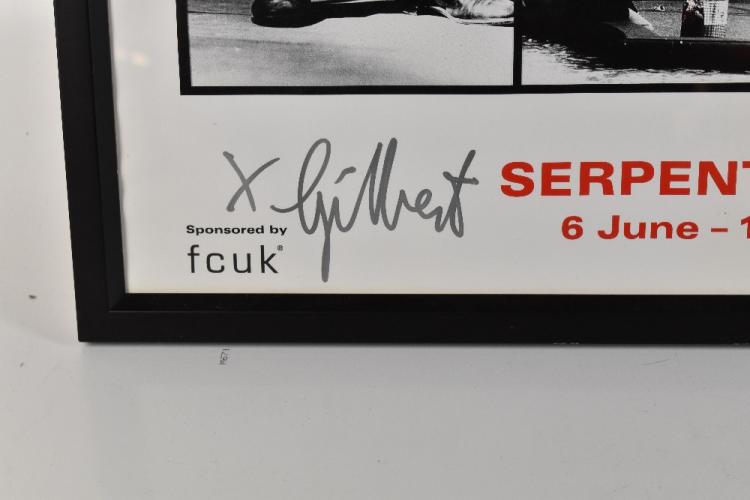 x Gilbert
SERPENT
6 June – 1
Sponsored by
fcuk®